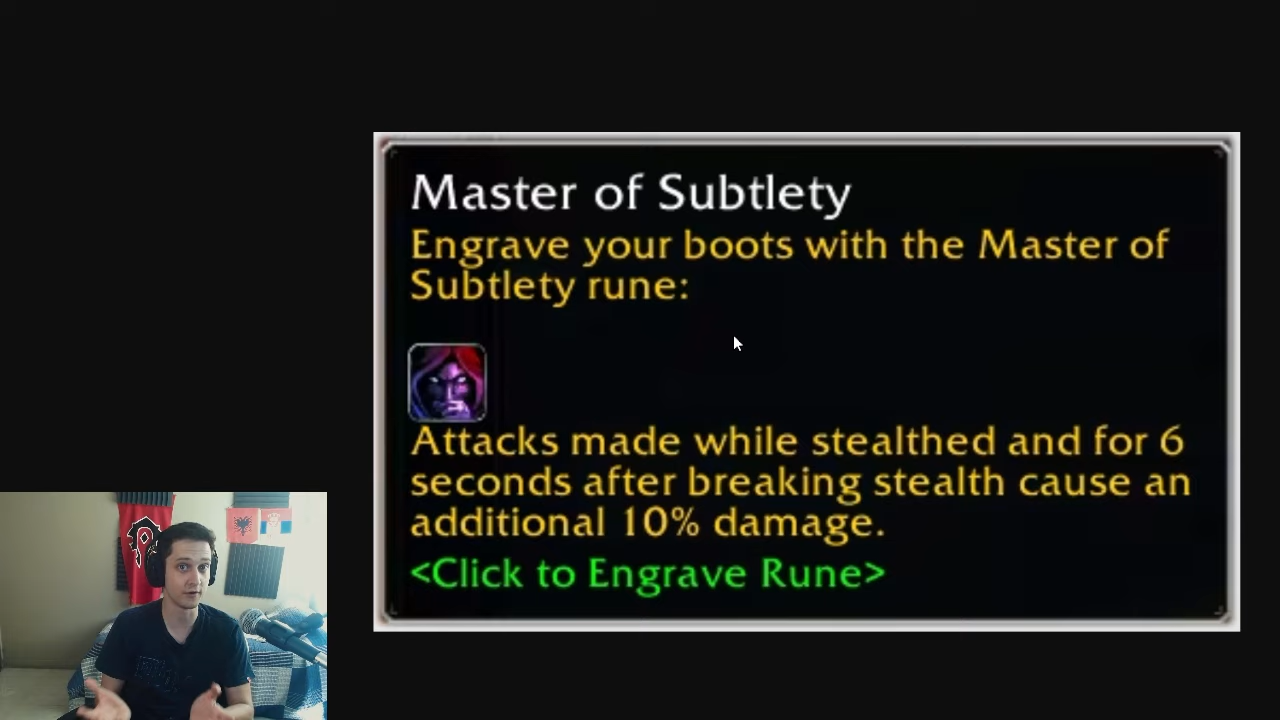 Master of Subtlety
Engrave your boots with the Master of
Subtlety rune:
Attacks made while stealthed and for 6
seconds after breaking stealth cause an
additional 10% damage.
<Click to Engrave Rune>